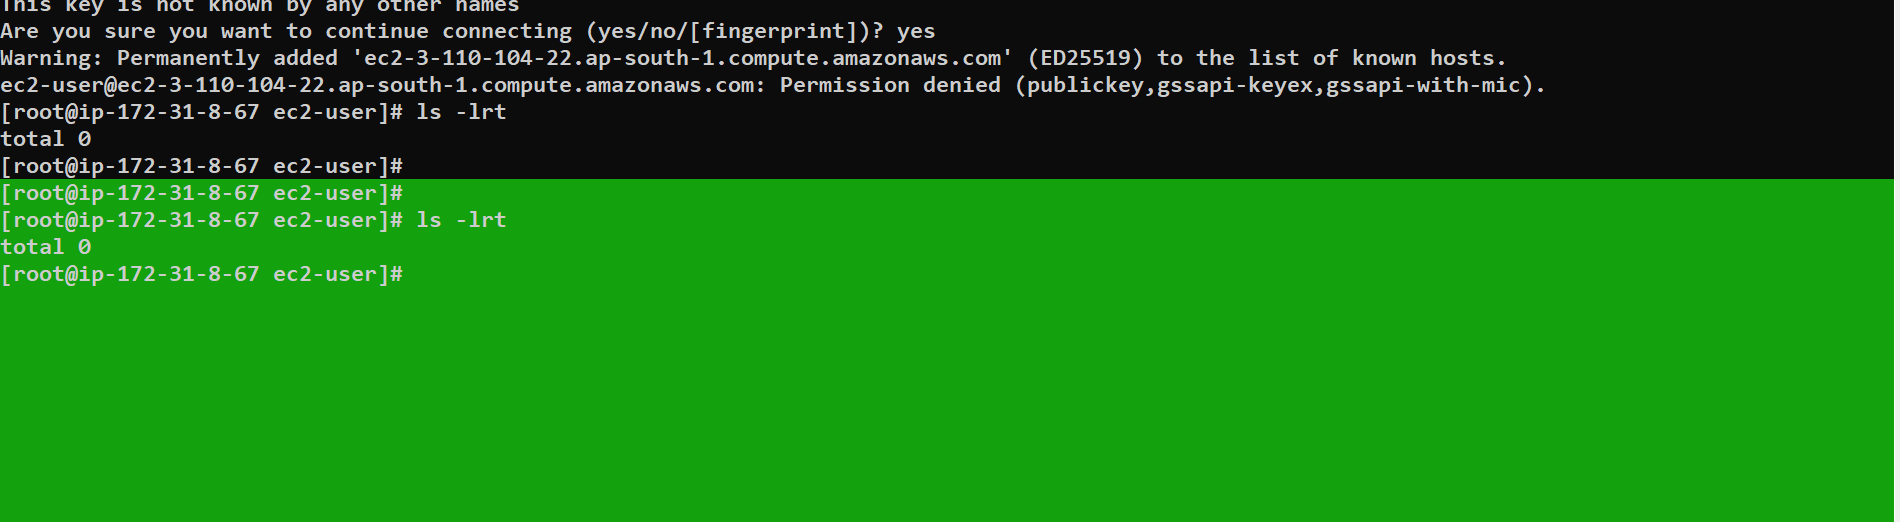 This key is not known by any other names
Are you sure you want to continue connecting (yes/no/[fingerprint])? yes
Warning: Permanently added 'ec2-3-110-104-22.ap-south-1.compute.amazonaws.com' (ED25519) to the list of known hosts.
ec2-user@ec2-3-110-104-22.ap-south-1.compute.amazonaws.com: Permission denied (publickey,gssapi-keyex,gssapi-with-mic).
[root@ip-172-31-8-67 ec2-user]# ls -lrt
total 0
[root@ip-172-31-8-67 ec2-user]#
[root@ip-172-31-8-67 ec2-user]#
[root@ip-172-31-8-67 ec2-user]# ls -lrt
total 0
[root@ip-172-31-8-67 ec2-user]#